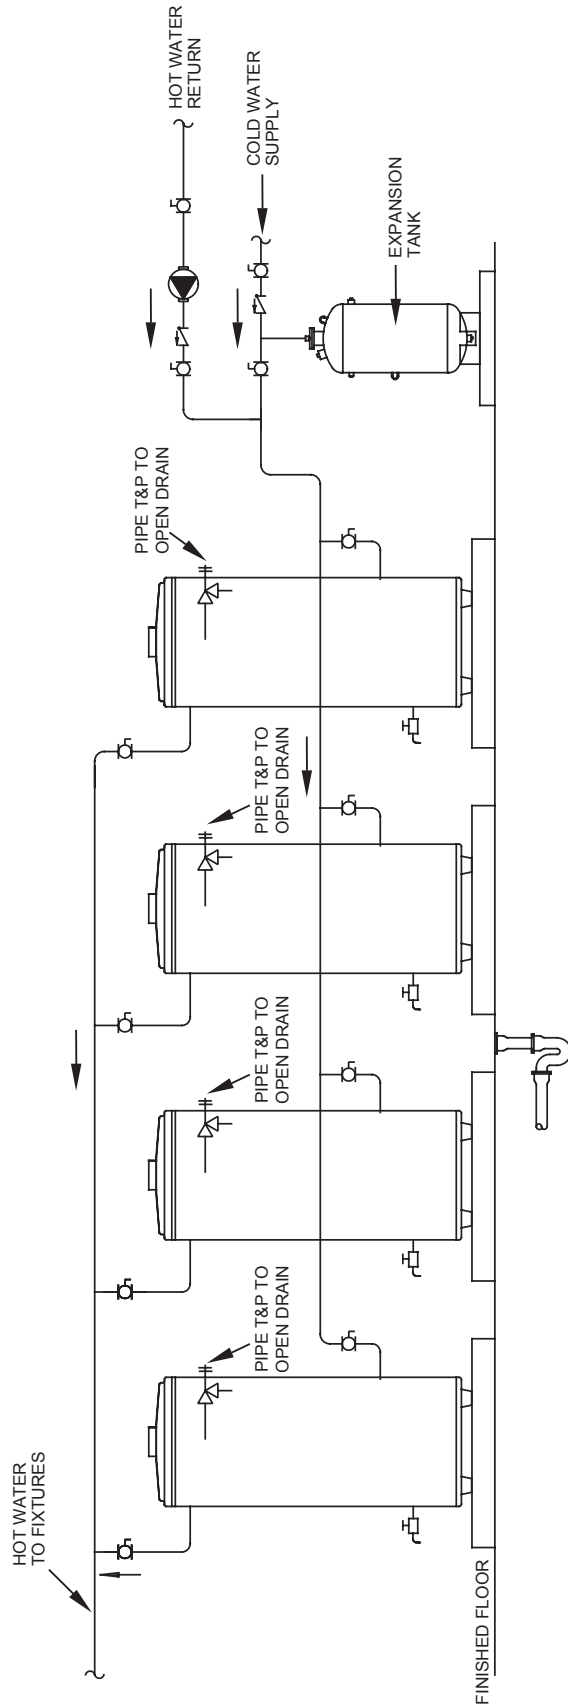 HOT WATER
TO FIXTURES
PIPE T&P TO
OPEN DRAIN
PIPE T&P TO
OPEN DRAIN
PIPE T&P TO
OPEN DRAIN
PIPE T&P TO
OPEN DRAIN
HOT WATER
RETURN
COLD WATER
SUPPLY
EXPANSION
TANK
FINISHED FLOOR